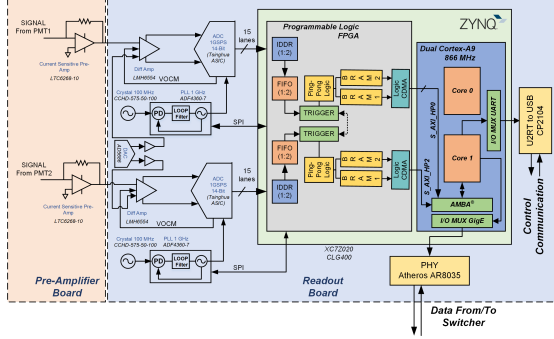 SIGNAL
From PMT1
Current Sensitive Pre-
Amp
LTC6268-10
Diff Amp
LMH6554
VOCM
ADC
1GSPS
14-Bit
(Tsinghua
ASIC)
15
lanes
Crystal 100 MHz
CCHD-575-50-100
PLL 1 GHz
ADF4360-7
PD
LOOP
Filter
SPI
DAC
SIGNAL
From PMT2
Current Sensitive Pre-
Amp
LTC6268-10
Diff Amp
LMH6554
VOCM
ADC
1GSPS
14-Bit
(Tsinghua
ASIC)
15
lanes
Crystal 100 MHz
CCHD-575-50-100
PLL 1 GHz
ADF4360-7
PD
Loop
Filter
SPI
Pre-Amplifier
Board
Readout
Board
ZYNQ
Programmable Logic
FPGA
IDDR
(1:2)
FIFO
(1:2)
TRIGGER
Ping-
Pong
Logic
BRAM 2
BRAM 1
Logic
CDMA
TRIGGER
FIFO
(1:2)
IDDR
(1:2)
Ping-
Pong
Logic
BRAM 2
BRAM 1
Logic
CDMA
S_AXI_HP0
S_AXI_HP2
Dual Cortex-A9
866 MHz
Core 0
Core 1
I/O MUX UART
AMBA®
I/O MUX GigE
XC7Z020
CLG400
U2RT to USB
CP2104
Control
Communication
PHY
Atheros AR8035
Data From/To
Switcher